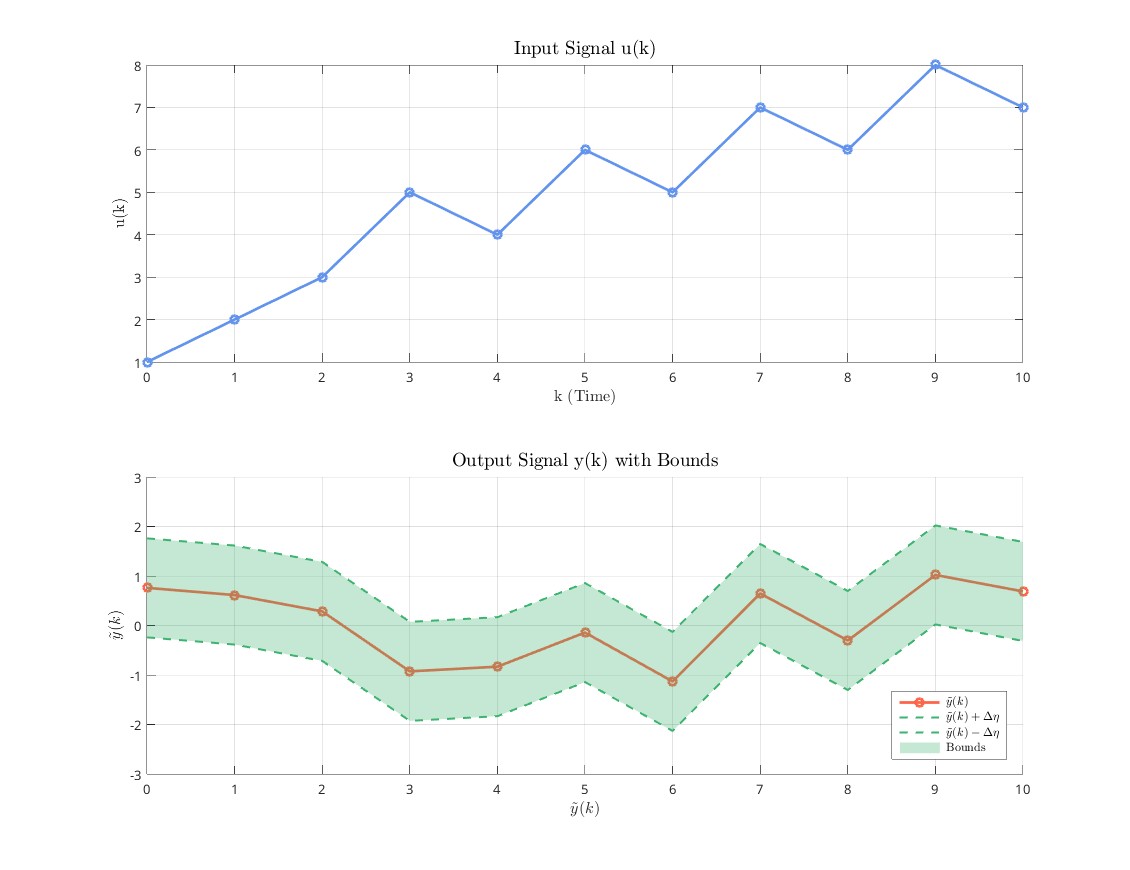 Input Signal u(k)
8
7
6
5
4
3
2
1
u(k)
0 1 2 3 4 5 6 7 8 9 10
k (Time)
Output Signal y(k) with Bounds
3
2
1
0
-1
-2
-3
ỹ(k)
ỹ(k)
ỹ(k) + Δη
ỹ(k) − Δη
Bounds
0 1 2 3 4 5 6 7 8 9 10
ỹ(k)